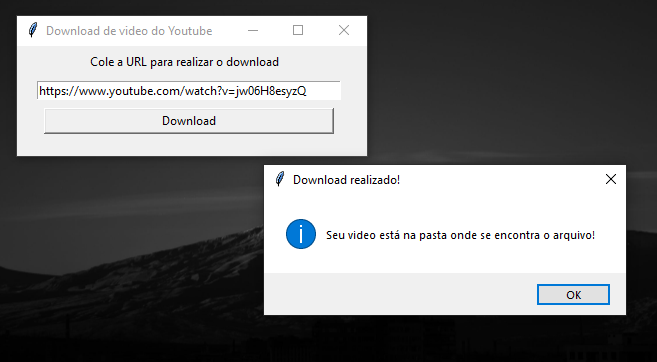 Download de video do Youtube
Cole a URL para realizar o download
https://www.youtube.com/watch?v=jw06H8esyzQ
Download
Download realizado!
Seu video está na pasta onde se encontra o arquivo!
OK